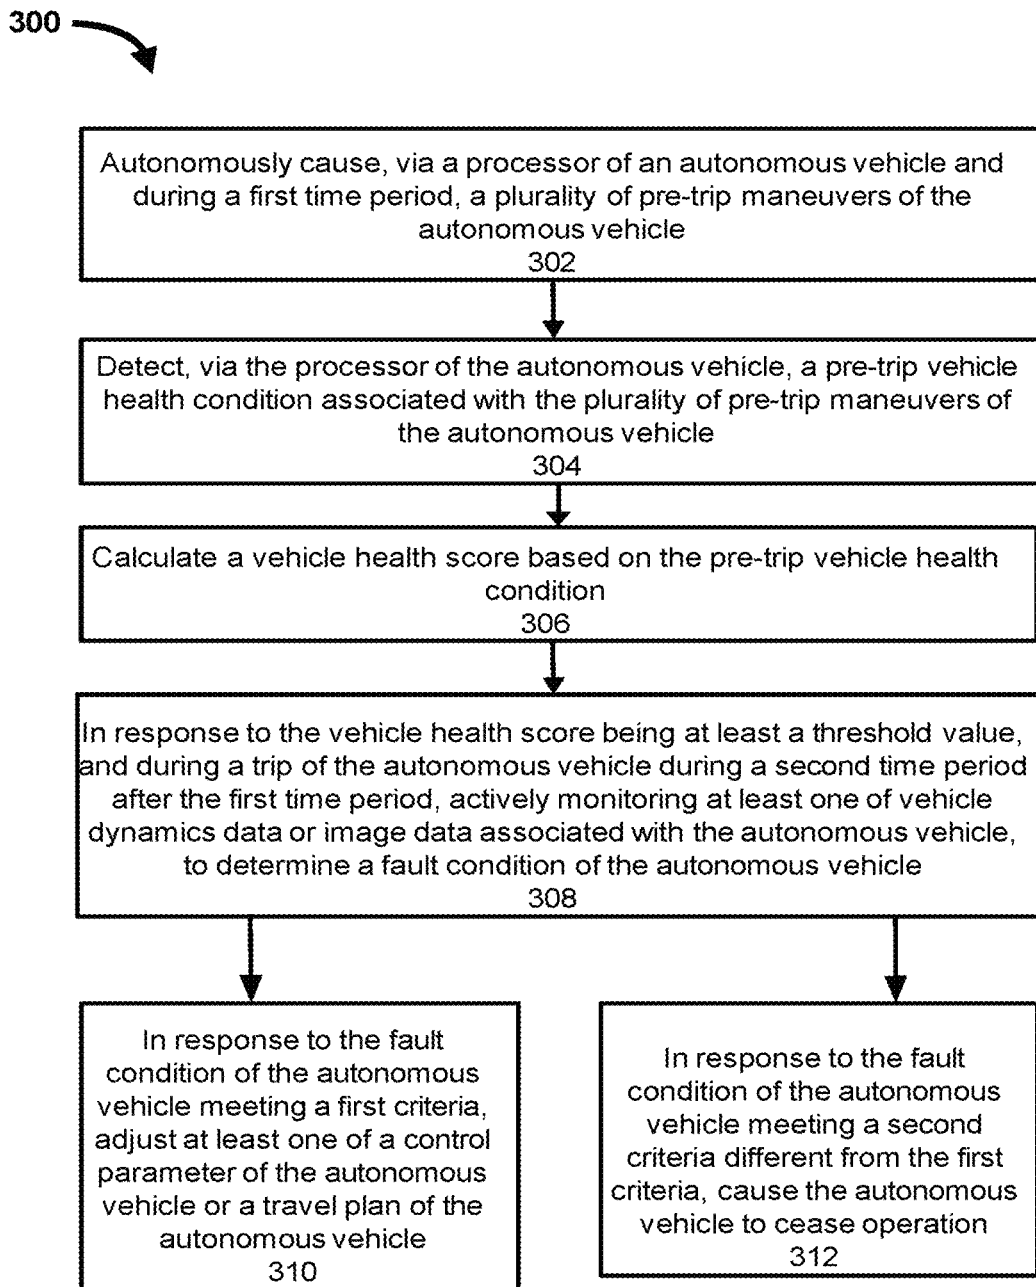 300
Autonomously cause, via a processor of an autonomous vehicle and
during a first time period, a plurality of pre-trip maneuvers of the
autonomous vehicle
302
Detect, via the processor of the autonomous vehicle, a pre-trip vehicle
health condition associated with the plurality of pre-trip maneuvers of
the autonomous vehicle
304
Calculate a vehicle health score based on the pre-trip vehicle health
condition
306
In response to the vehicle health score being at least a threshold value,
and during a trip of the autonomous vehicle during a second time period
after the first time period, actively monitoring at least one of vehicle
dynamics data or image data associated with the autonomous vehicle,
to determine a fault condition of the autonomous vehicle
308
In response to the fault
condition of the autonomous
vehicle meeting a first criteria,
adjust at least one of a control
parameter of the autonomous
vehicle or a travel plan of the
autonomous vehicle
310
In response to the fault
condition of the autonomous
vehicle meeting a second
criteria different from the first
criteria, cause the autonomous
vehicle to cease operation
312